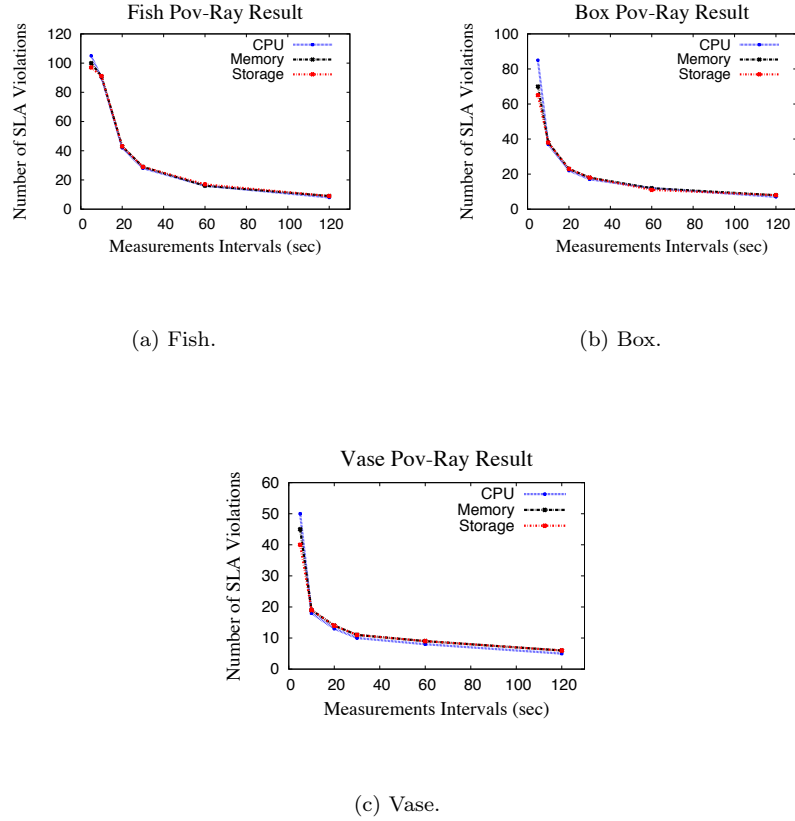 Fish Pov-Ray Result
Number of SLA Violations
120
100
80
60
40
20
0
CPU
Memory
Storage
0 20 40 60 80 100 120
Measurements Intervals (sec)
(a) Fish.
Box Pov-Ray Result
Number of SLA Violations
100
80
60
40
20
0
CPU
Memory
Storage
0 20 40 60 80 100 120
Measurements Intervals (sec)
(b) Box.
Vase Pov-Ray Result
Number of SLA Violations
60
50
40
30
20
10
0
CPU
Memory
Storage
0 20 40 60 80 100 120
Measurements Intervals (sec)
(c) Vase.